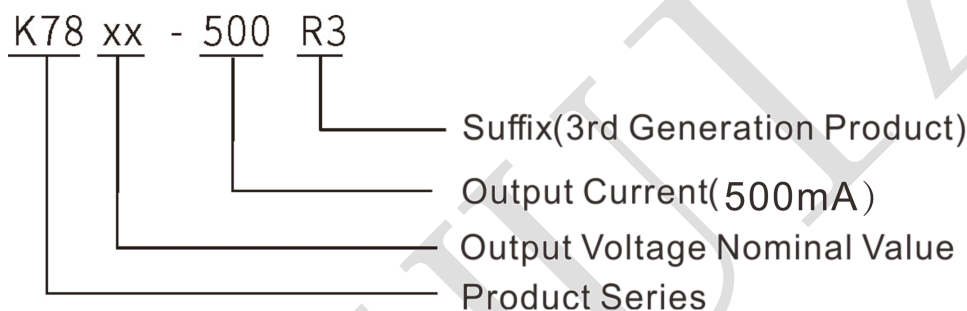 K78 xx - 500 R3
Suffix(3rd Generation Product)
Output Current(500mA)
Output Voltage Nominal Value
Product Series